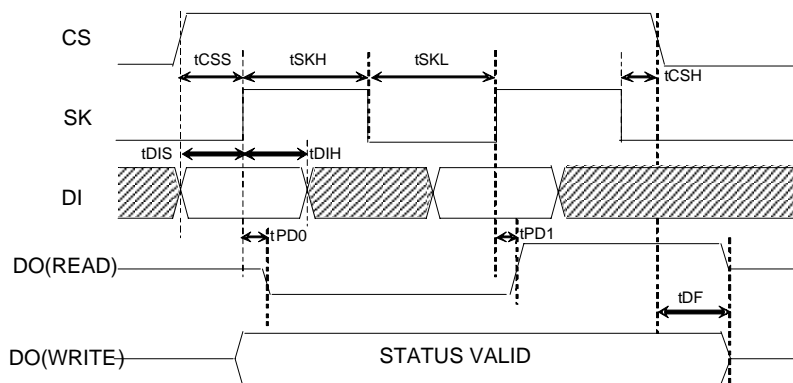 CS
tCSS
tSKH
tSKL
tCSH
SK
tDIS
tDIH
DI
tPD0
tPD1
DO(READ)
tDF
DO(WRITE)
STATUS VALID